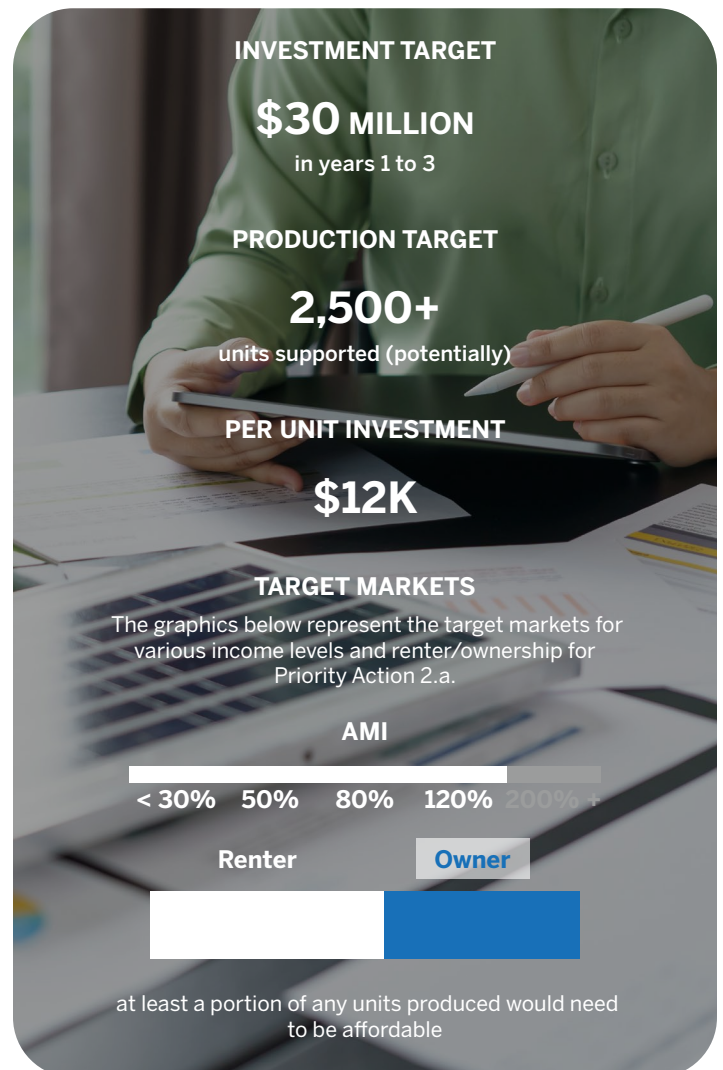 INVESTMENT TARGET
$30 MILLION
in years 1 to 3
PRODUCTION TARGET
2,500+
units supported (potentially)
PER UNIT INVESTMENT
$12K
TARGET MARKETS
The graphics below represent the target markets for
various income levels and renter/ownership for
Priority Action 2.a.
AMI
< 30% 50% 80% 120% 200% +
Renter Owner
at least a portion of any units produced would need
to be affordable